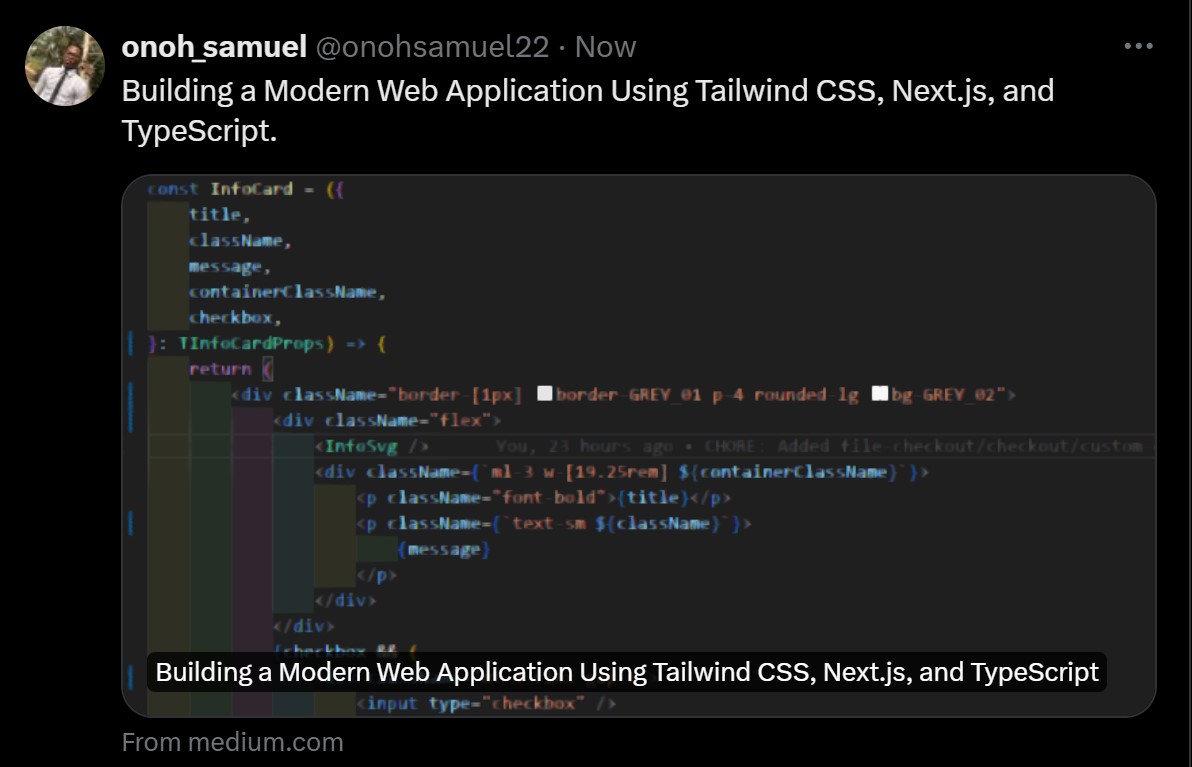 onoh_samuel @onohsamuel22 · Now
Building a Modern Web Application Using Tailwind CSS, Next.js, and
TypeScript.
const InfoCard = ({
title,
className,
message,
containerClassName,
checkbox,
}: TInfoCardProps) => {
return (
<div className="border-[1px] border-GREY_01 p-4 rounded-lg bg-GREY_02">
<div className="flex">
<InfoSvg /> You, 23 hours ago • CHORE: Added file checkout/checkout/custom
<div className={`ml-3 w-[19.25rem] ${containerClassName}`}>
<p className="font-bold">{title}</p>
<p className={`text-sm ${className}`}>
{message}
</p>
</div>
</div>
{checkbox && (
Building a Modern Web Application Using Tailwind CSS, Next.js, and TypeScript
<input type="checkbox" />
From medium.com